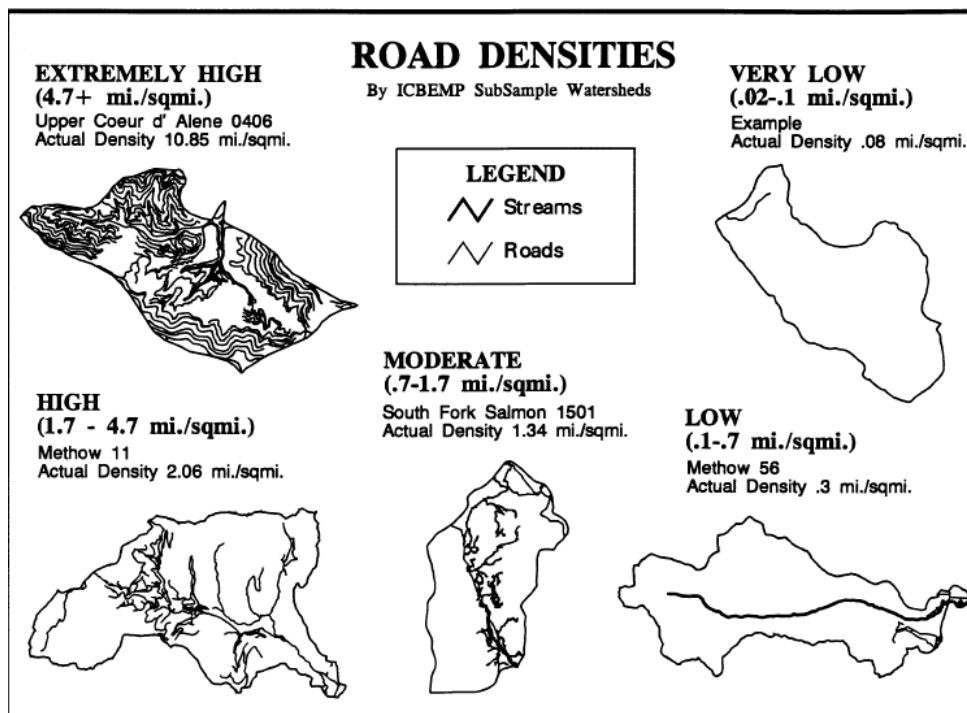 ROAD DENSITIES
By ICBEMP SubSample Watersheds
EXTREMELY HIGH
(4.7+ mi./sqmi.)
Upper Coeur d' Alene 0406
Actual Density 10.85 mi./sqmi.
LEGEND
Streams
Roads
VERY LOW
(.02-.1 mi./sqmi.)
Example
Actual Density .08 mi./sqmi.
HIGH
(1.7 - 4.7 mi./sqmi.)
Methow 11
Actual Density 2.06 mi./sqmi.
MODERATE
(.7-1.7 mi./sqmi.)
South Fork Salmon 1501
Actual Density 1.34 mi./sqmi.
LOW
(.1-.7 mi./sqmi.)
Methow 56
Actual Density .3 mi./sqmi.